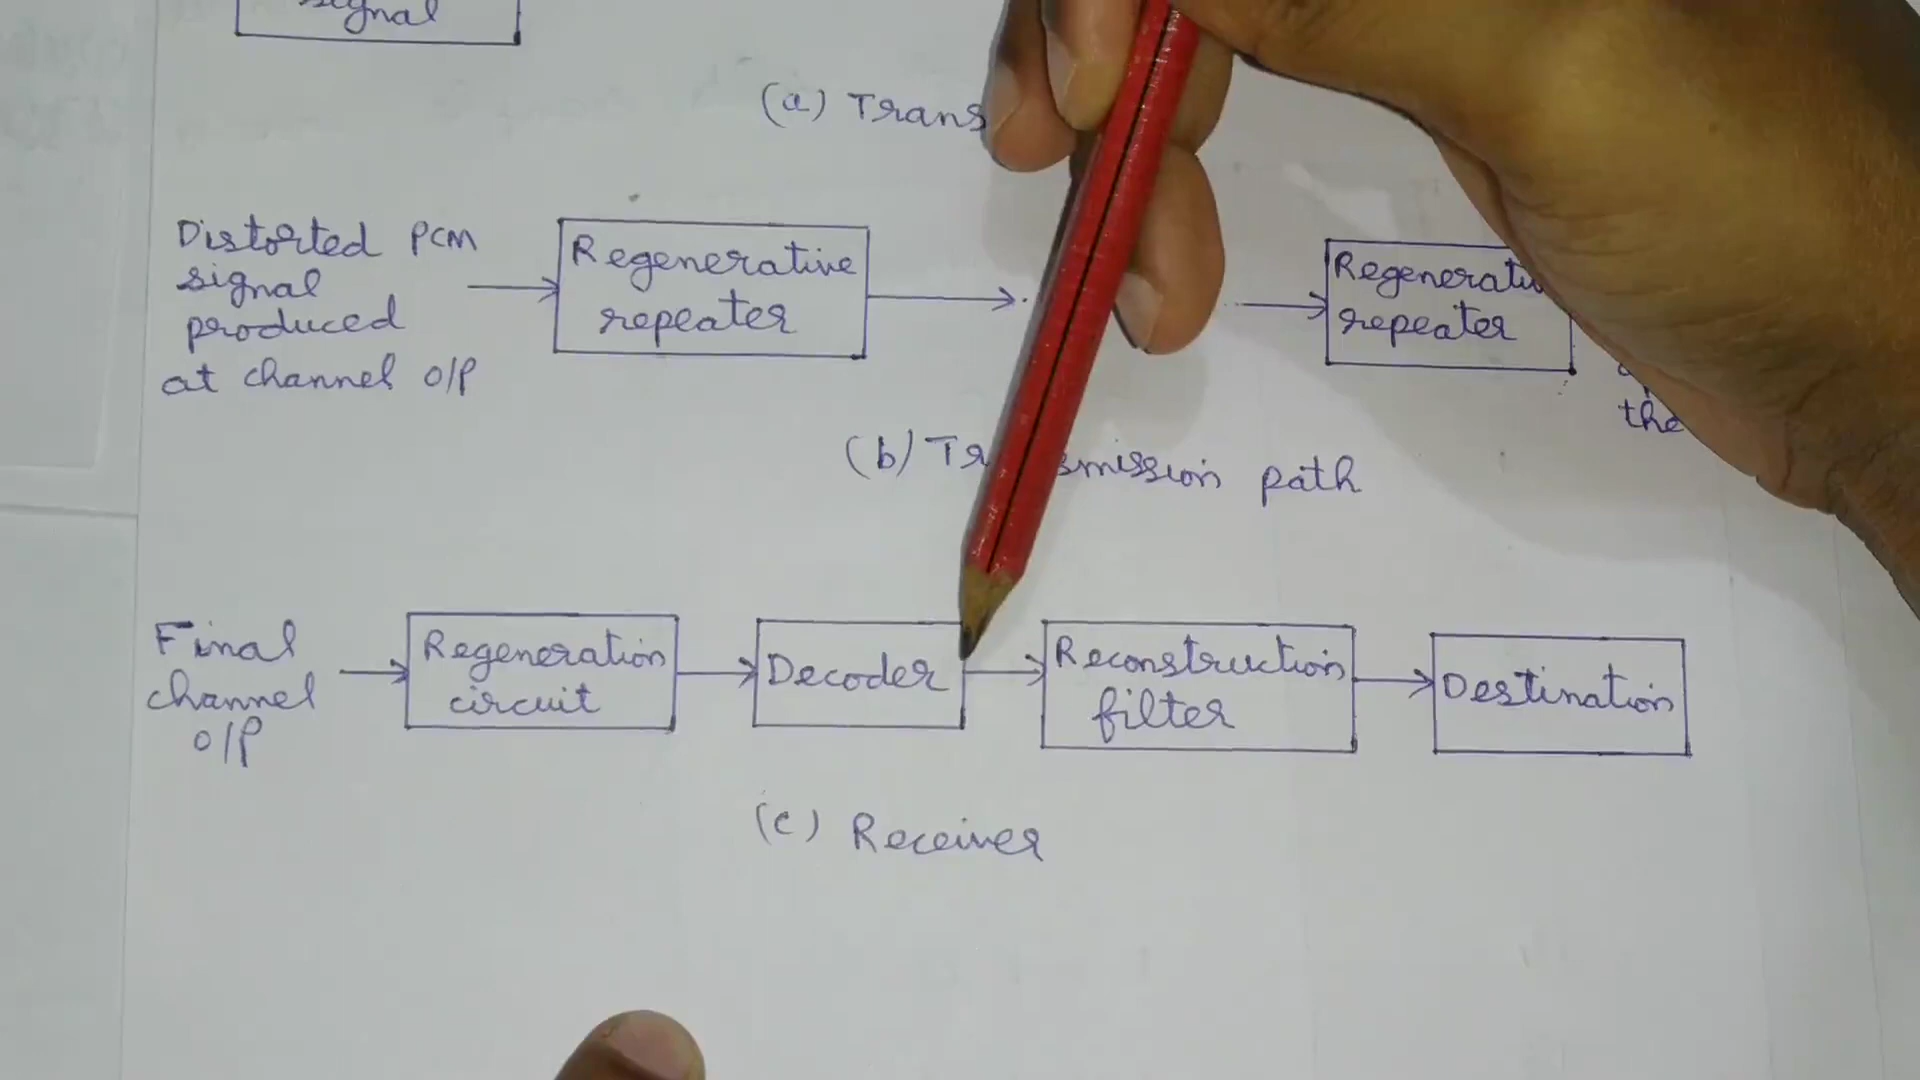 signal
(a) Trans
Distorted PCM
signal
produced
at channel O/P
Regenerative
repeater
Regenerativ
repeater
the
(b) Tr smission path
Final
channel
O/P
Regeneration
circuit
Decoder
Reconstruction
filter
Destination
(c) Receiver